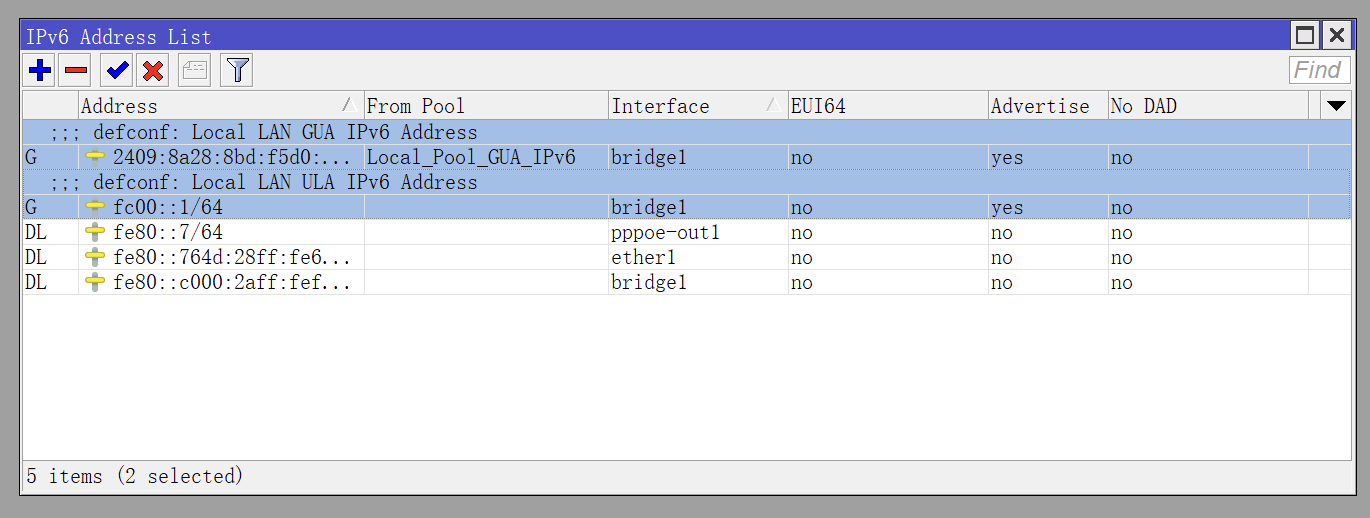 IPv6 Address List
Find
Address From Pool Interface EUI64 Advertise No DAD
;;; defconf: Local LAN GUA IPv6 Address
G 2409:8a28:8bd:f5d0:... Local_Pool_GUA_IPv6 bridge1 no yes no
;;; defconf: Local LAN ULA IPv6 Address
G fc00::1/64 bridge1 no yes no
DL fe80::7/64 pppoe-out1 no no no
DL fe80::764d:28ff:fe6... ether1 no no no
DL fe80::c000:2aff:fef... bridge1 no no no
5 items (2 selected)